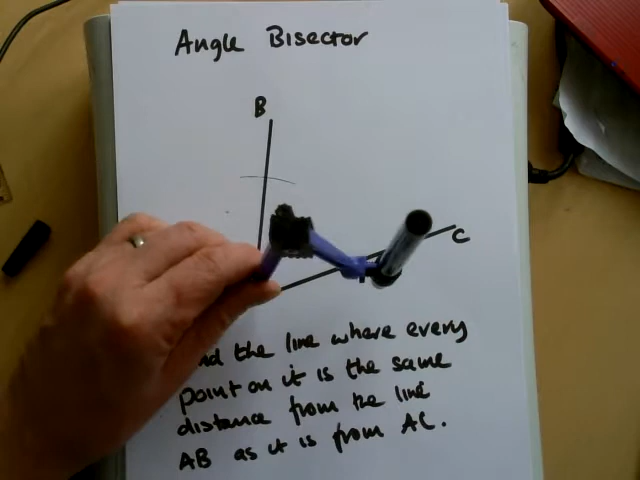 Angle Bisector
B
C
the line where every
point on it is the same
distance from the line
AB as it is from AC.